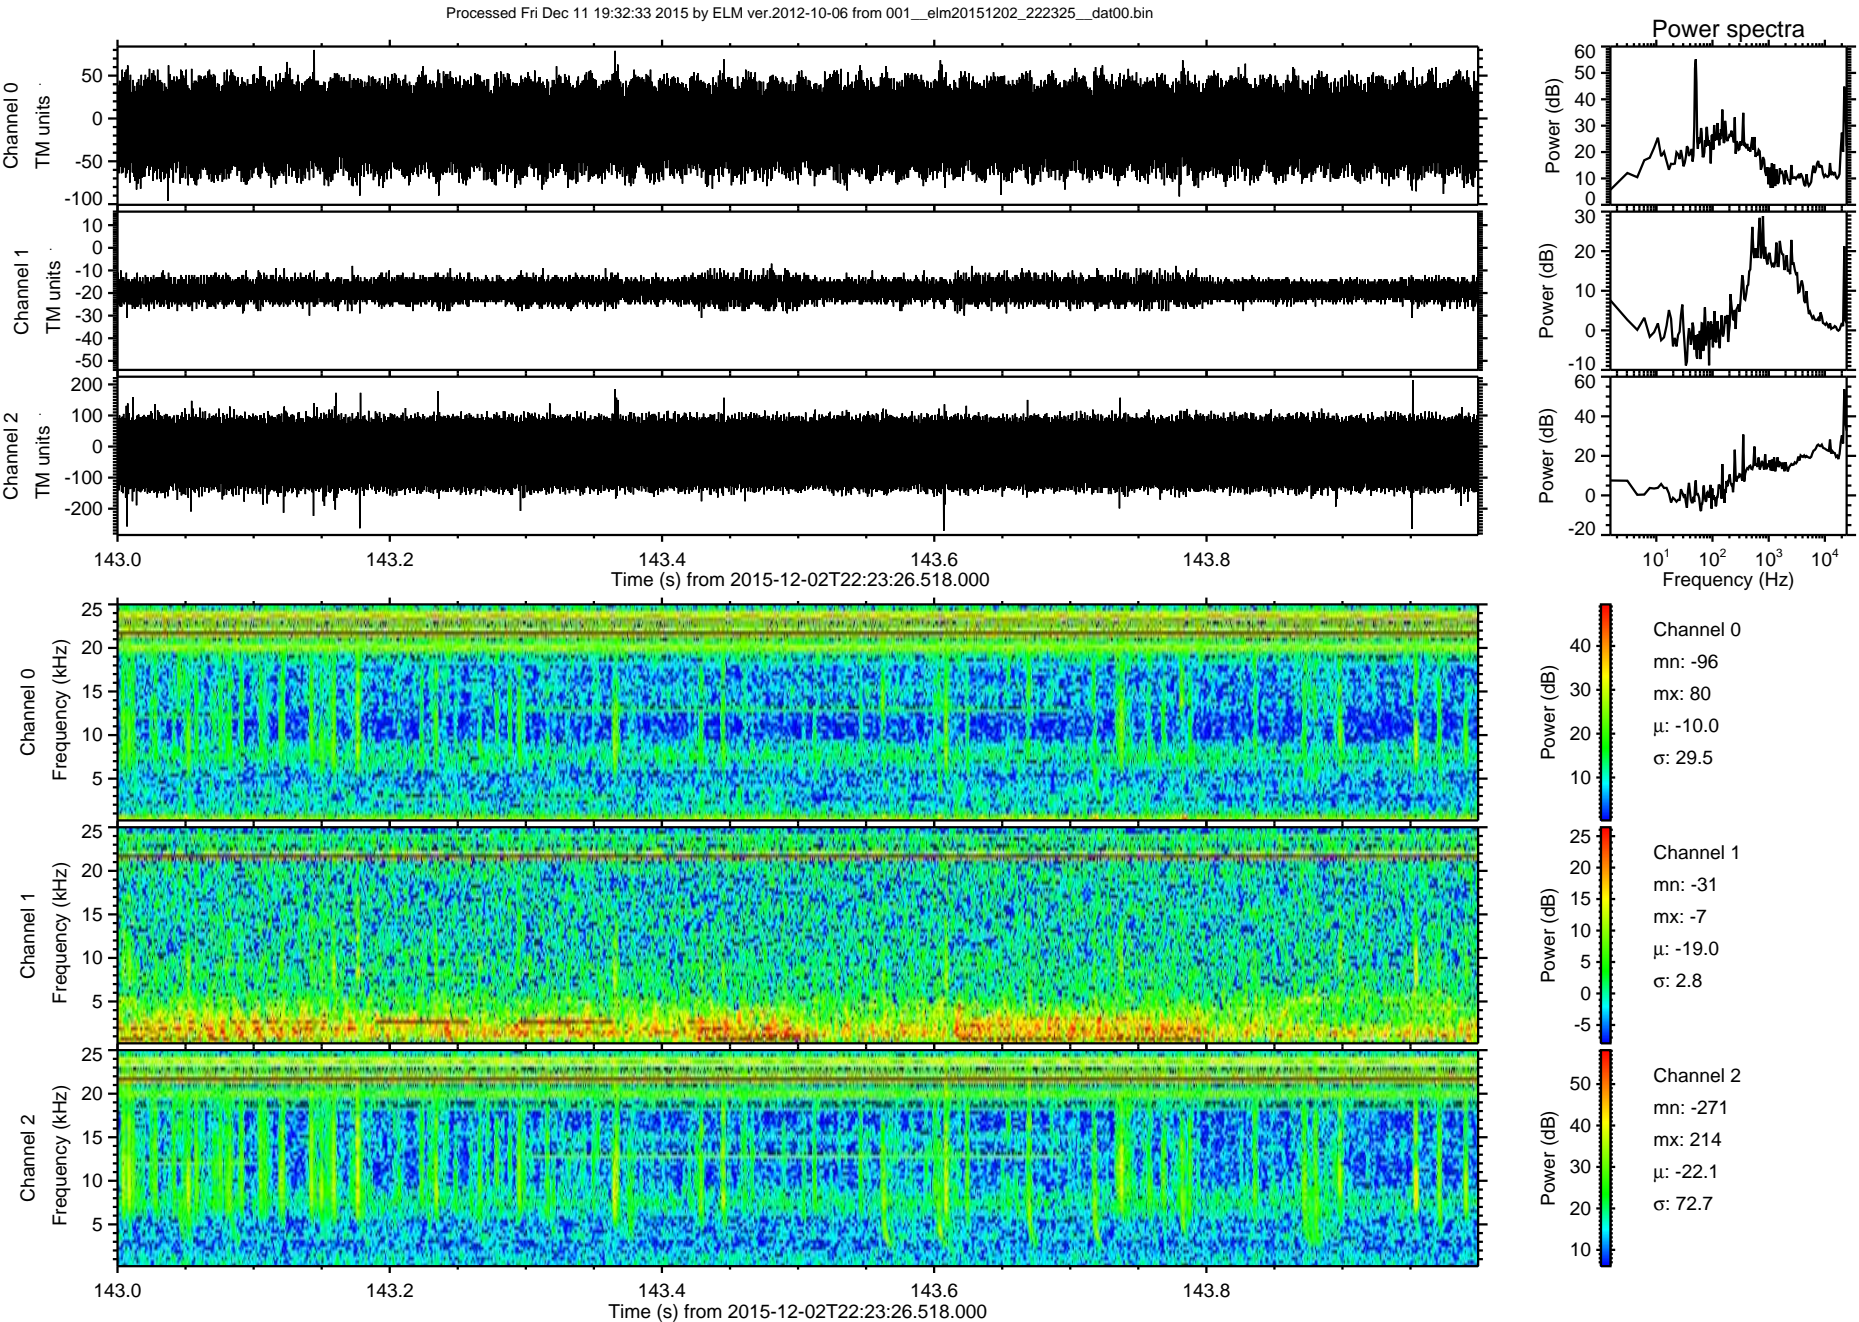 Processed Fri Dec 11 19:32:33 2015 by ELM ver.2012-10-06 from 001__elm20151202_222325__dat00.bin
Power spectra
Channel 0
TM units
50
0
-50
-100
Power (dB)
60
50
40
30
20
10
0
Channel 1
TM units
10
0
-10
-20
-30
-40
-50
Power (dB)
30
20
10
0
-10
Channel 2
TM units
200
100
0
-100
-200
Power (dB)
60
40
20
0
-20
143.0 143.2 143.4 143.6 143.8
Time (s) from 2015-12-02T22:23:26.518.000
10^1 10^2 10^3 10^4
Frequency (Hz)
Channel 0
Frequency (kHz)
25
20
15
10
5
Power (dB)
40
30
20
10
Channel 0
mn: -96
mx: 80
μ: -10.0
σ: 29.5
Channel 1
Frequency (kHz)
25
20
15
10
5
Power (dB)
25
20
15
10
5
0
-5
Channel 1
mn: -31
mx: -7
μ: -19.0
σ: 2.8
Channel 2
Frequency (kHz)
25
20
15
10
5
Power (dB)
50
40
30
20
10
Channel 2
mn: -271
mx: 214
μ: -22.1
σ: 72.7
143.0 143.2 143.4 143.6 143.8
Time (s) from 2015-12-02T22:23:26.518.000